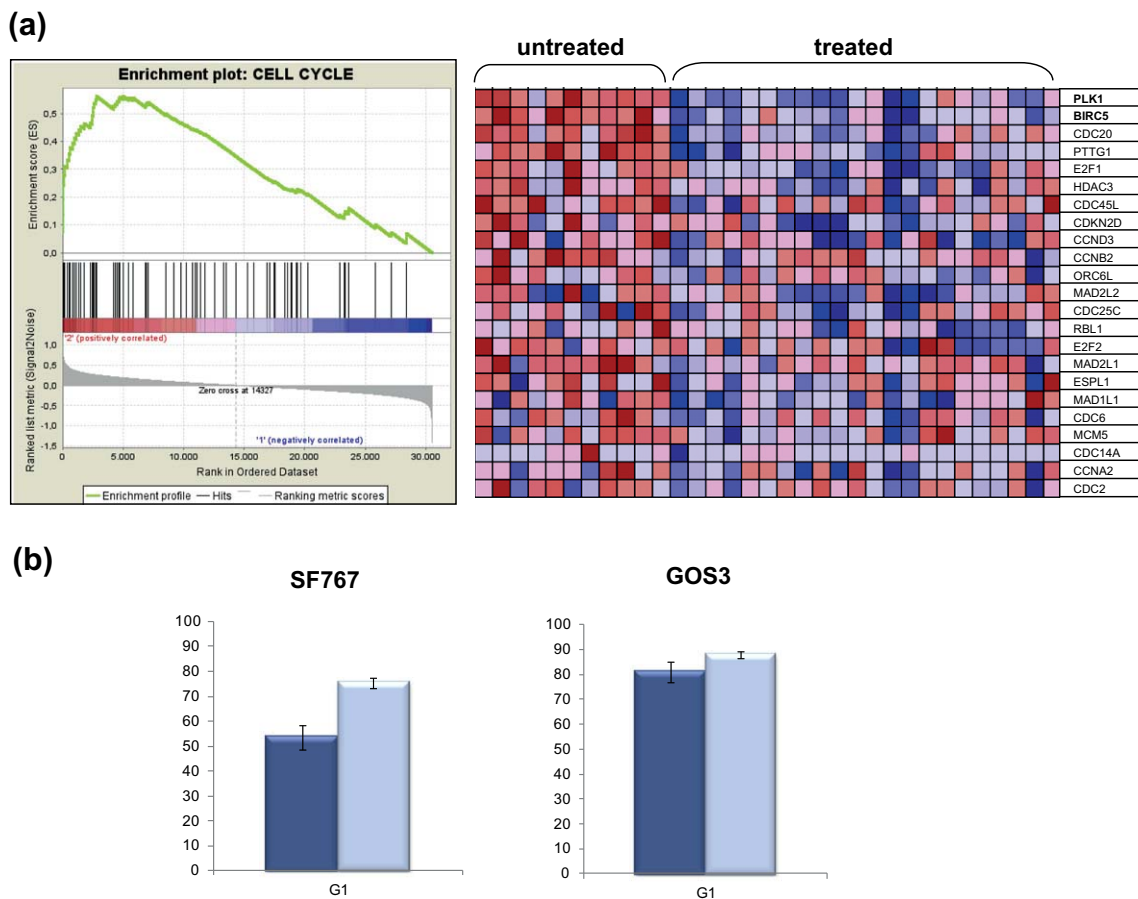 (a)
untreated treated
Enrichment plot: CELL CYCLE
Enrichment score (ES)
0,5
0,4
0,3
0,2
0,1
0,0
'2' (positively correlated)
Ranked list metric (Signal2Noise)
1,0
0,5
0,0
-0,5
-1,0
-1,5
Zero cross at 14327
'1' (negatively correlated)
0 5.000 10.000 15.000 20.000 25.000 30.000
Rank in Ordered Dataset
Enrichment profile Hits Ranking metric scores
PLK1
BIRC5
CDC20
PTTG1
E2F1
HDAC3
CDC45L
CDKN2D
CCND3
CCNB2
ORC6L
MAD2L2
CDC25C
RBL1
E2F2
MAD2L1
ESPL1
MAD1L1
CDC6
MCM5
CDC14A
CCNA2
CDC2
(b)
SF767
100
90
80
70
60
50
40
30
20
10
0
G1
GOS3
100
90
80
70
60
50
40
30
20
10
0
G1